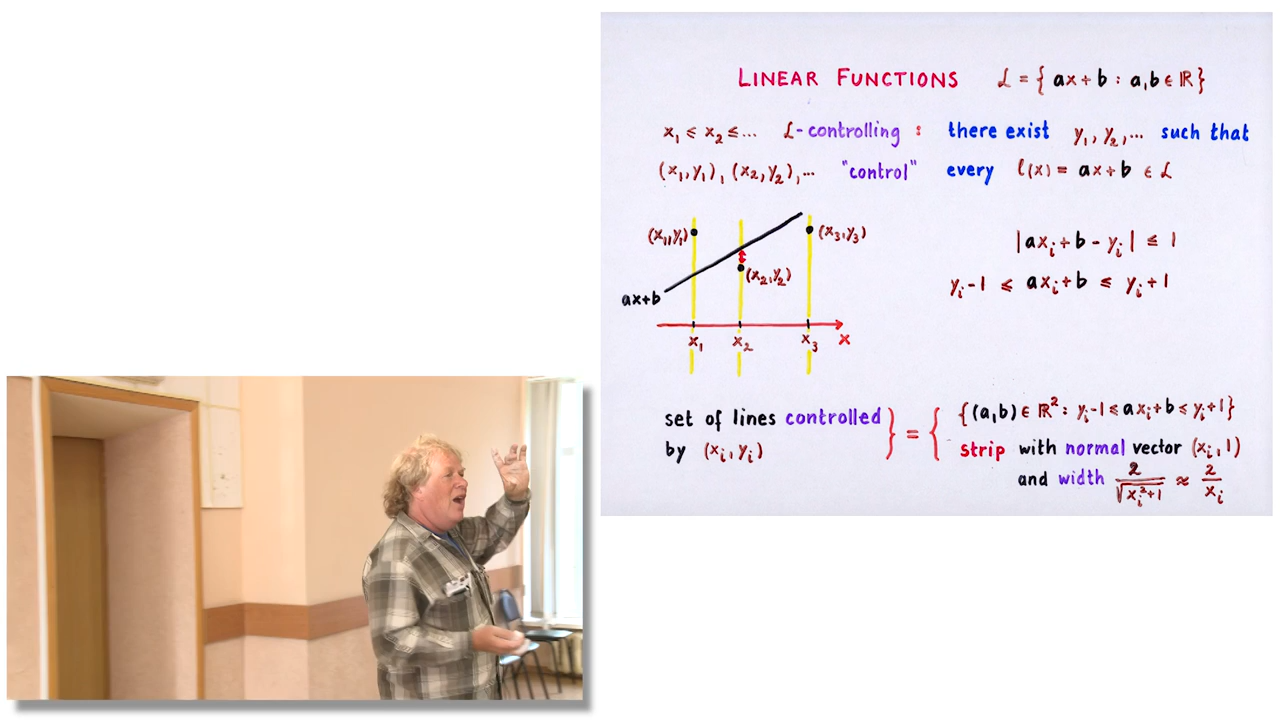 LINEAR FUNCTIONS ℒ = { ax+b : a,b ∈ ℝ }
x₁ ≤ x₂ ≤ ... ℒ-controlling : there exist y₁, y₂, ... such that
(x₁,y₁), (x₂,y₂), ... "control" every ℓ(x) = ax+b ∈ ℒ
(x₁,y₁)
(x₂,y₂)
(x₃,y₃)
ax+b
x₁ x₂ x₃ x
|axᵢ+b - yᵢ| ≤ 1
yᵢ-1 ≤ axᵢ+b ≤ yᵢ+1
set of lines controlled
by (xᵢ,yᵢ)
} = {
{(a,b) ∈ ℝ² : yᵢ-1 ≤ axᵢ+b ≤ yᵢ+1}
strip with normal vector (xᵢ,1)
and width 2/√(xᵢ²+1) ≈ 2/xᵢ